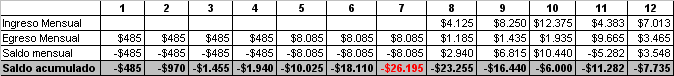 1 2 3 4 5 6 7 8 9 10 11 12
Ingreso Mensual $4.125 $8.250 $12.375 $4.383 $7.013
Egreso Mensual $485 $485 $485 $485 $8.085 $8.085 $8.085 $1.185 $1.435 $1.935 $9.665 $3.465
Saldo mensual -$485 -$485 -$485 -$485 -$8.085 -$8.085 -$8.085 $2.940 $6.815 $10.440 -$5.282 $3.548
Saldo acumulado -$485 -$970 -$1.455 -$1.940 -$10.025 -$18.110 -$26.195 -$23.255 -$16.440 -$6.000 -$11.282 -$7.735